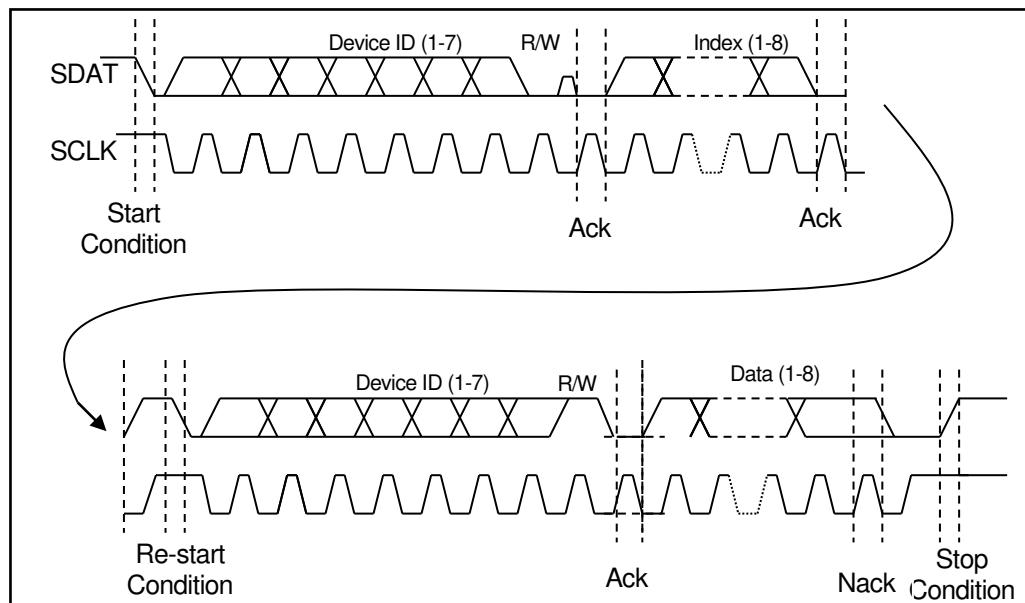 Device ID (1-7)
R/W
Index (1-8)
SDAT
SCLK
Start
Condition
Ack
Ack
Device ID (1-7)
R/W
Data (1-8)
Re-start
Condition
Ack
Nack
Stop
Condition